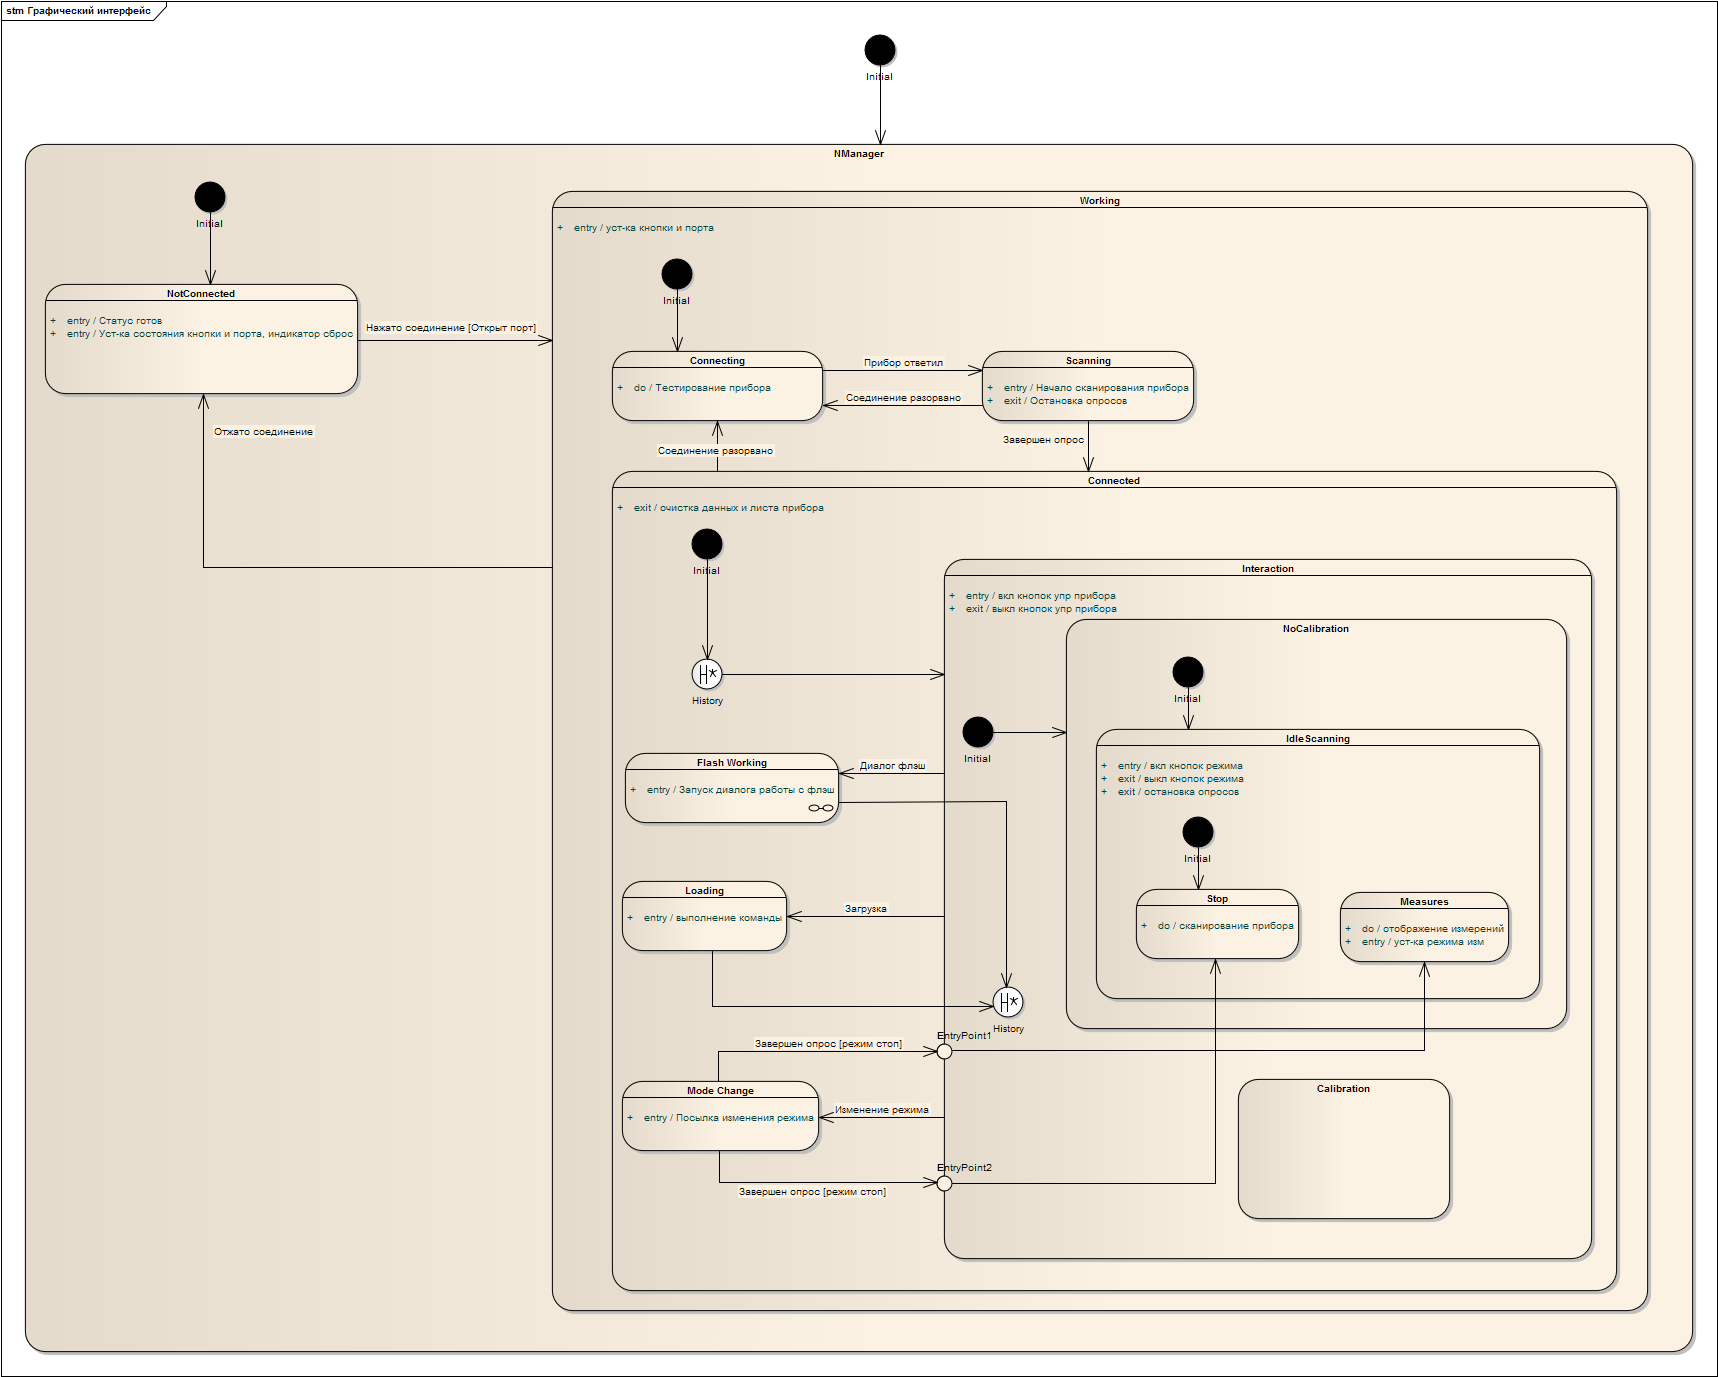 stm Графический интерфейс
Initial
NManager
Initial
Working
+ entry / уст-ка кнопки и порта
Initial
NotConnected
+ entry / Статус готов
+ entry / Уст-ка состояния кнопки и порта, индикатор сброс
Нажато соединение [Открыт порт]
Connecting
+ do / Тестирование прибора
Прибор ответил
Соединение разорвано
Scanning
+ entry / Начало сканирования прибора
+ exit / Остановка опросов
Отжато соединение
Соединение разорвано
Завершен опрос
Connected
+ exit / очистка данных и листа прибора
Initial
Interaction
+ entry / вкл кнопок упр прибора
+ exit / выкл кнопок упр прибора
NoCalibration
H*
History
Initial
Initial
IdleScanning
+ entry / вкл кнопок режима
+ exit / выкл кнопок режима
+ exit / остановка опросов
Flash Working
+ entry / Запуск диалога работы с флэш
Диалог флэш
Initial
Loading
+ entry / выполнение команды
Загрузка
Stop
+ do / сканирование прибора
Measures
+ do / отображение измерений
+ entry / уст-ка режима изм
H*
History
EntryPoint1
Завершен опрос [режим стоп]
Mode Change
+ entry / Посылка изменения режима
Изменение режима
Calibration
EntryPoint2
Завершен опрос [режим стоп]